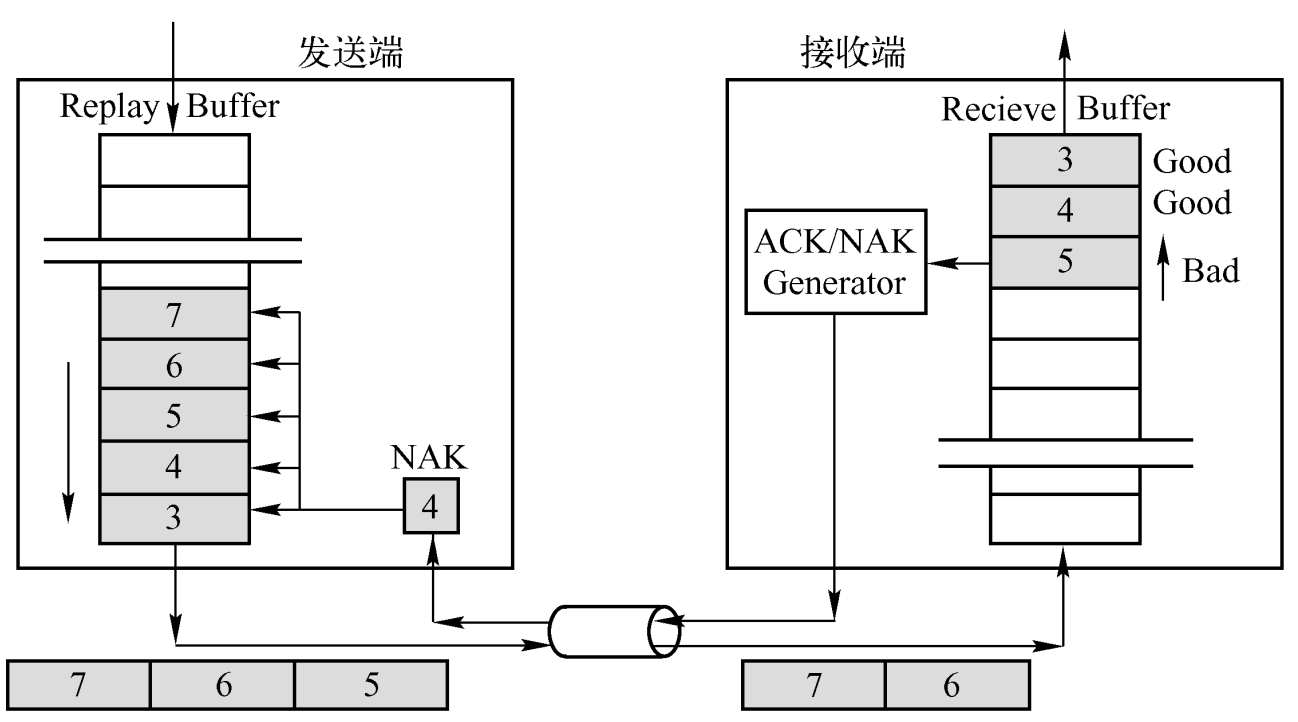 发送端
Replay Buffer
7
6
5
4
3
NAK
4
7 6 5
接收端
Recieve Buffer
3 Good
4 Good
5 Bad
ACK/NAK
Generator
7 6